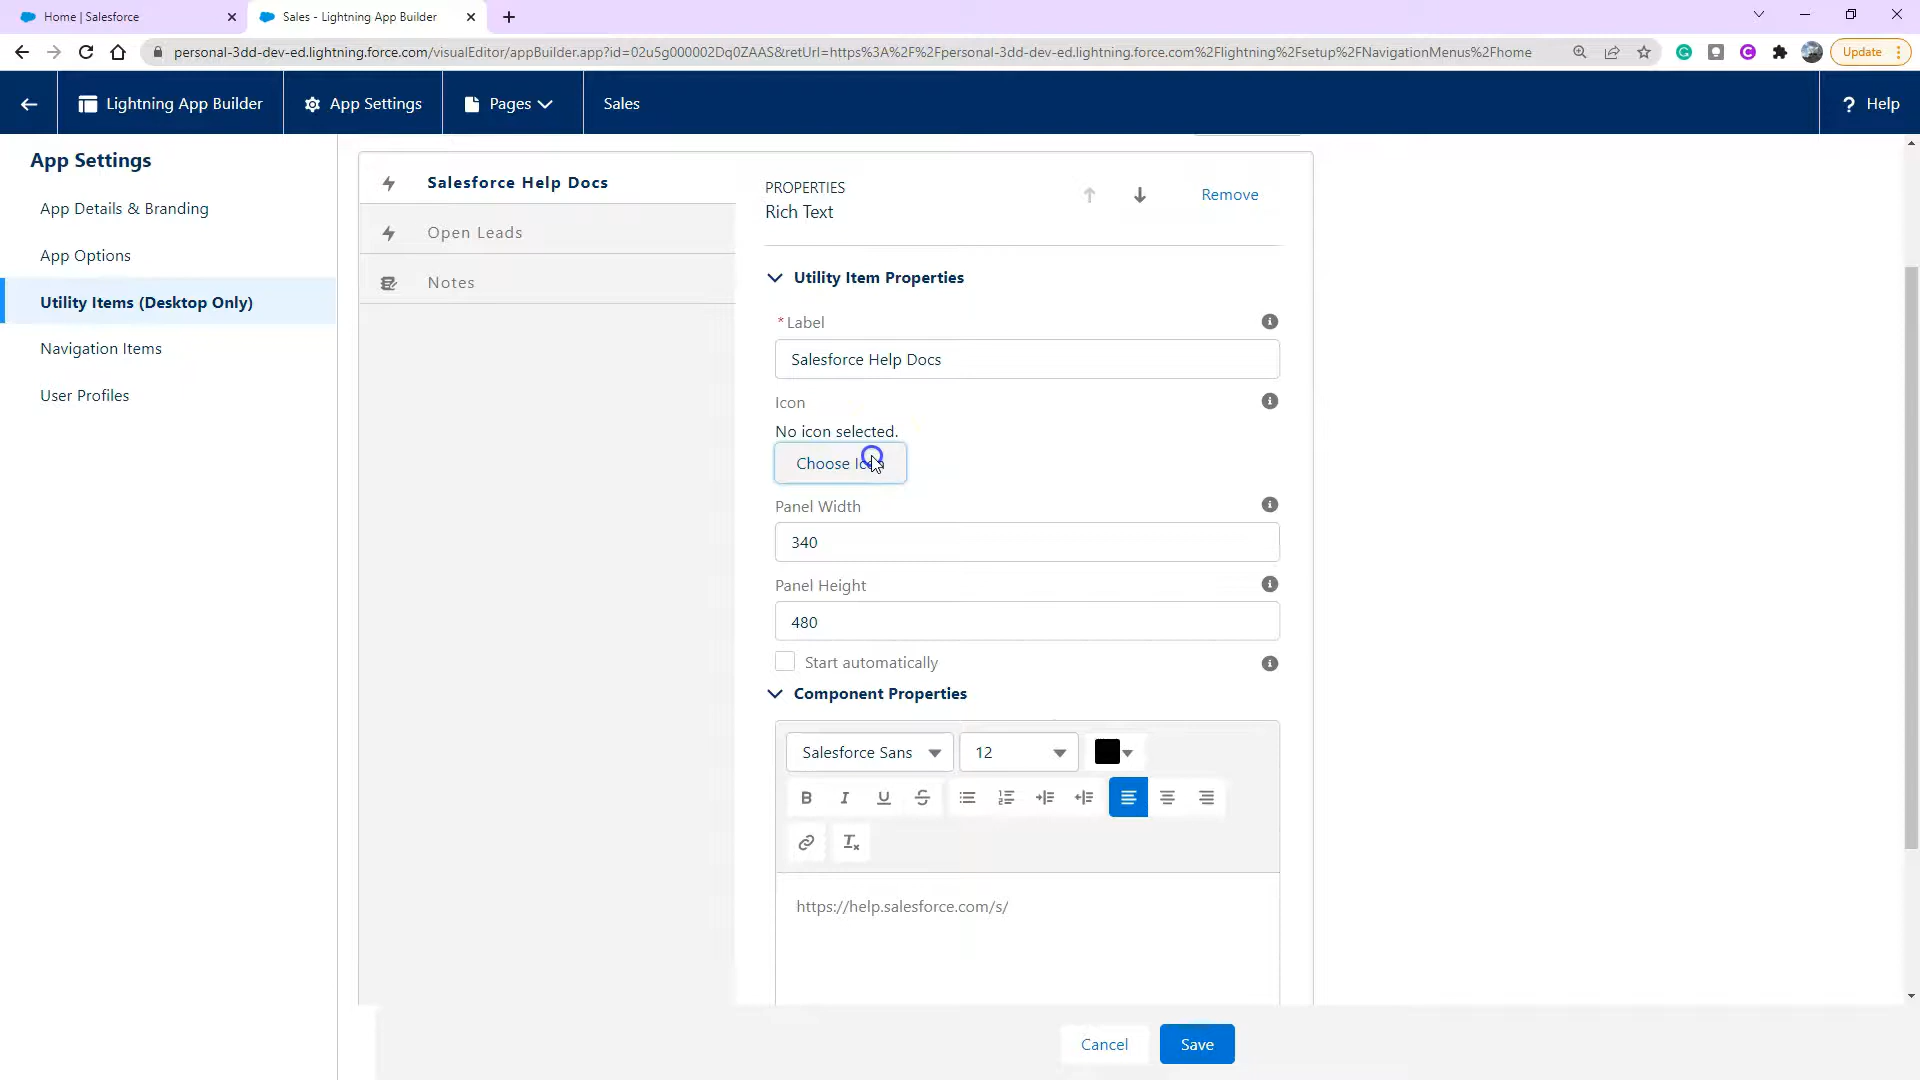 Home | Salesforce
Sales - Lightning App Builder
personal-3dd-dev-ed.lightning.force.com/visualEditor/appBuilder.app?id=02u5g000002Dq0ZAAS&retUrl=https%3A%2F%2Fpersonal-3dd-dev-ed.lightning.force.com%2Flightning%2Fsetup%2FNavigationMenus%2Fhome
Update
Lightning App Builder
App Settings
Pages
Sales
? Help
App Settings
App Details & Branding
App Options
Utility Items (Desktop Only)
Navigation Items
User Profiles
Salesforce Help Docs
Open Leads
Notes
PROPERTIES
Rich Text
Remove
Utility Item Properties
* Label
Salesforce Help Docs
Icon
No icon selected.
Choose Icon
Panel Width
340
Panel Height
480
Start automatically
Component Properties
Salesforce Sans
12
B I U S
https://help.salesforce.com/s/
Cancel
Save